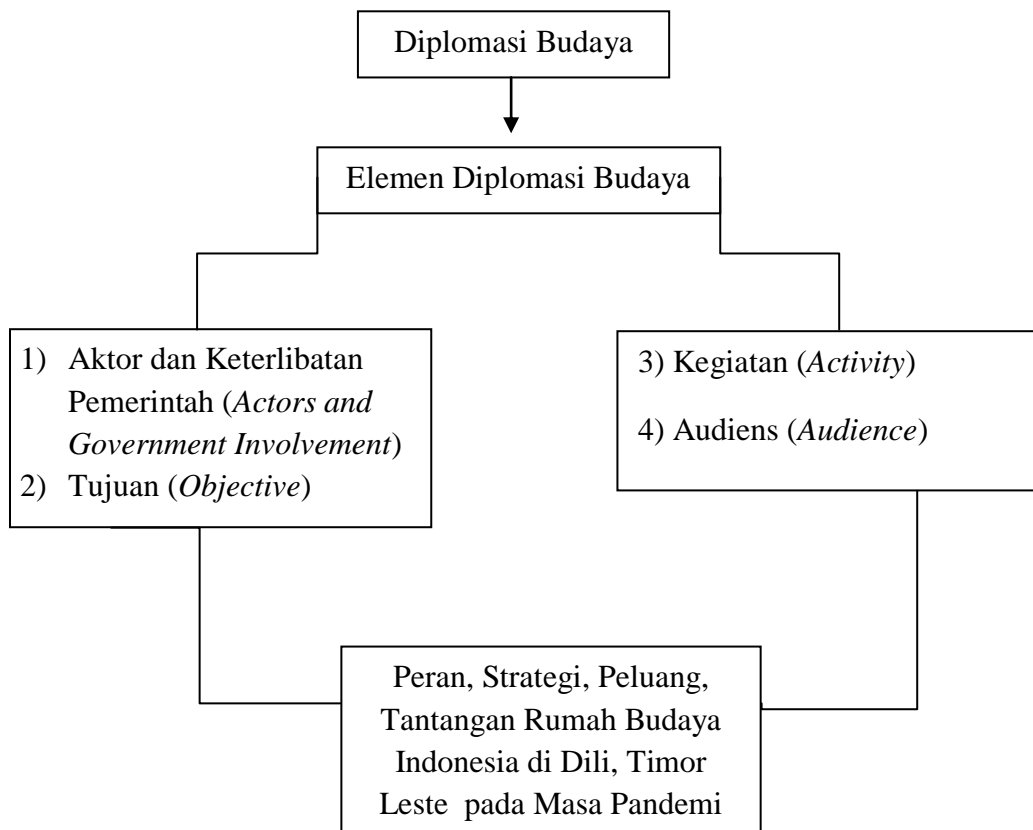 Diplomasi Budaya
Elemen Diplomasi Budaya
1) Aktor dan Keterlibatan
Pemerintah (Actors and
Government Involvement)
2) Tujuan (Objective)
3) Kegiatan (Activity)
4) Audiens (Audience)
Peran, Strategi, Peluang,
Tantangan Rumah Budaya
Indonesia di Dili, Timor
Leste pada Masa Pandemi